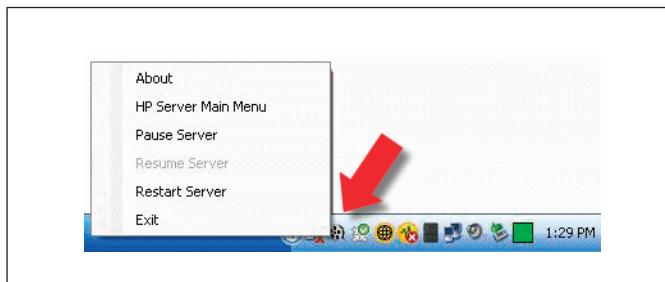 About
HP Server Main Menu
Pause Server
Resume Server
Restart Server
Exit
1:29 PM